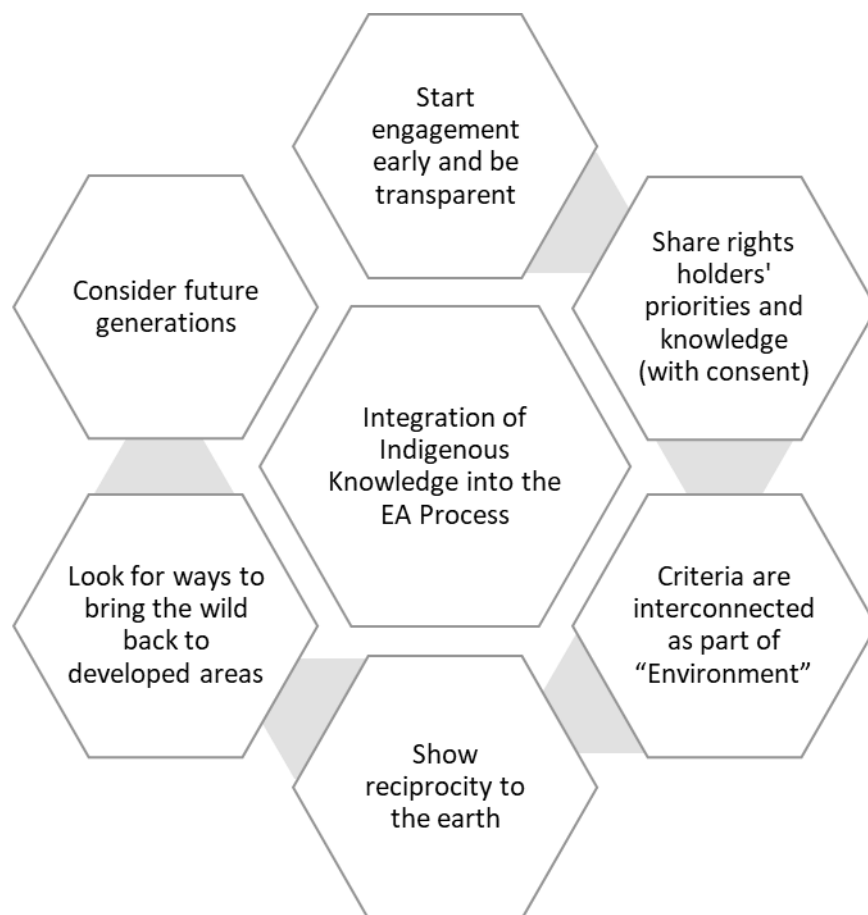 Start
engagement
early and be
transparent
Share rights
holders'
priorities and
knowledge
(with consent)
Criteria are
interconnected
as part of
“Environment”
Show
reciprocity to
the earth
Look for ways to
bring the wild
back to
developed areas
Consider future
generations
Integration of
Indigenous
Knowledge into the
EA Process